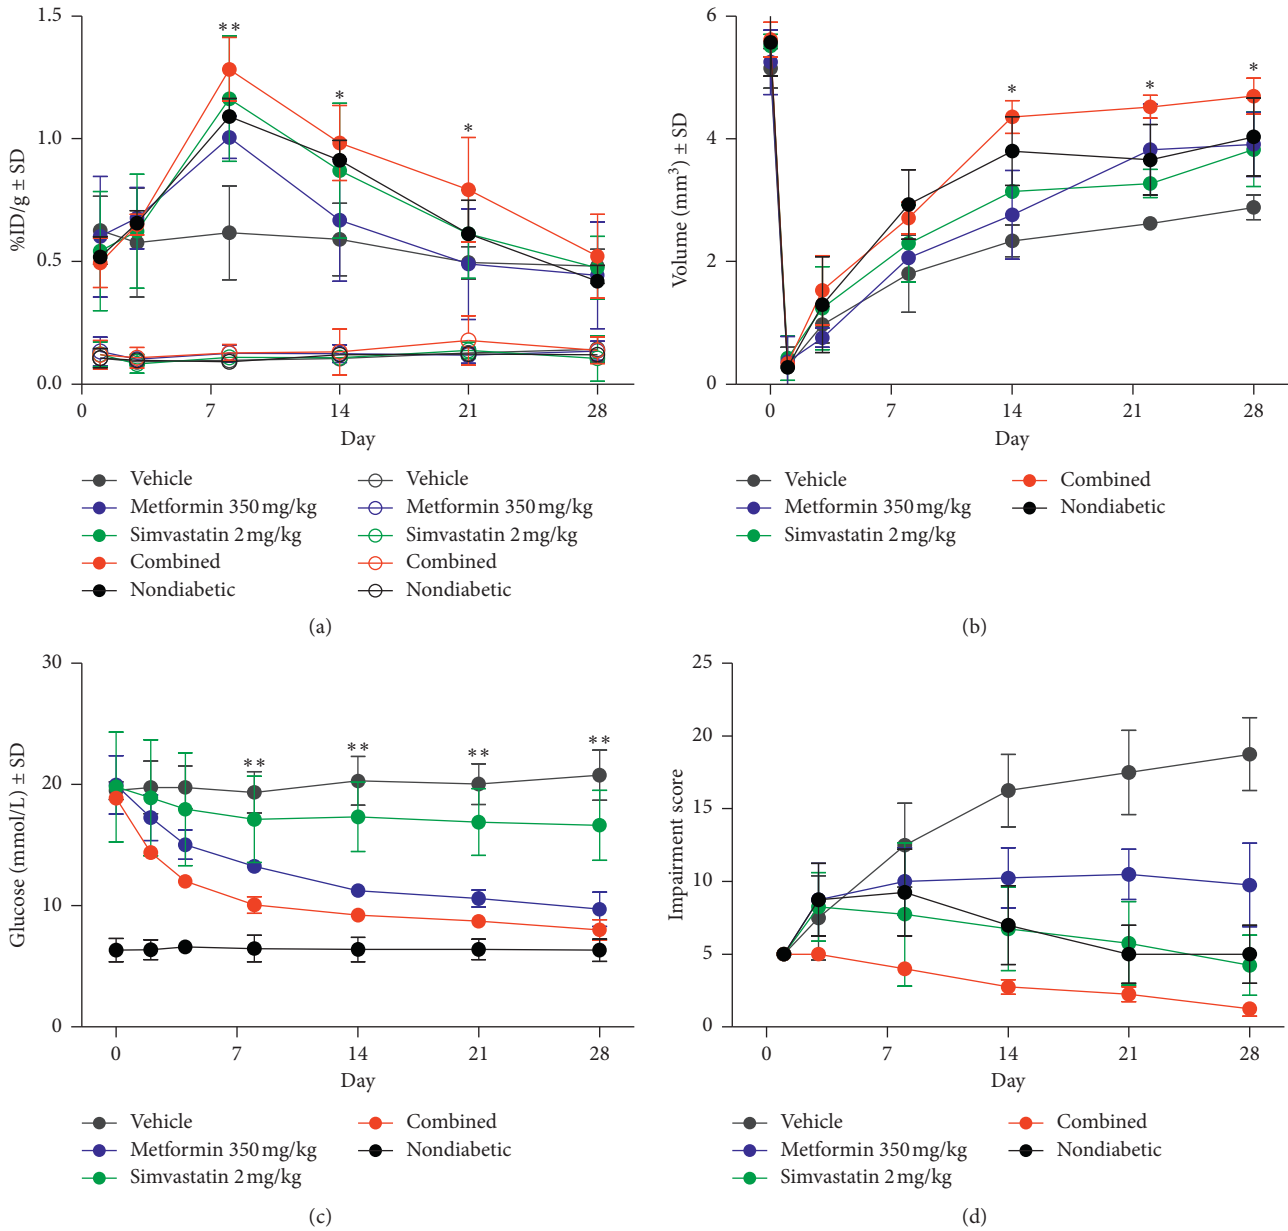 %ID/g ± SD
1.5
1.0
0.5
0.0
**
*
*
0 7 14 21 28
Day
Vehicle Vehicle
Metformin 350 mg/kg Metformin 350 mg/kg
Simvastatin 2 mg/kg Simvastatin 2 mg/kg
Combined Combined
Nondiabetic Nondiabetic
(a)
Volume (mm³) ± SD
6
4
2
0
* * *
0 7 14 21 28
Day
Vehicle Combined
Metformin 350 mg/kg Nondiabetic
Simvastatin 2 mg/kg
(b)
Glucose (mmol/L) ± SD
30
20
10
0
** ** ** **
0 7 14 21 28
Day
Vehicle Combined
Metformin 350 mg/kg Nondiabetic
Simvastatin 2 mg/kg
(c)
Impairment score
25
20
15
10
5
0
0 7 14 21 28
Day
Vehicle Combined
Metformin 350 mg/kg Nondiabetic
Simvastatin 2 mg/kg
(d)